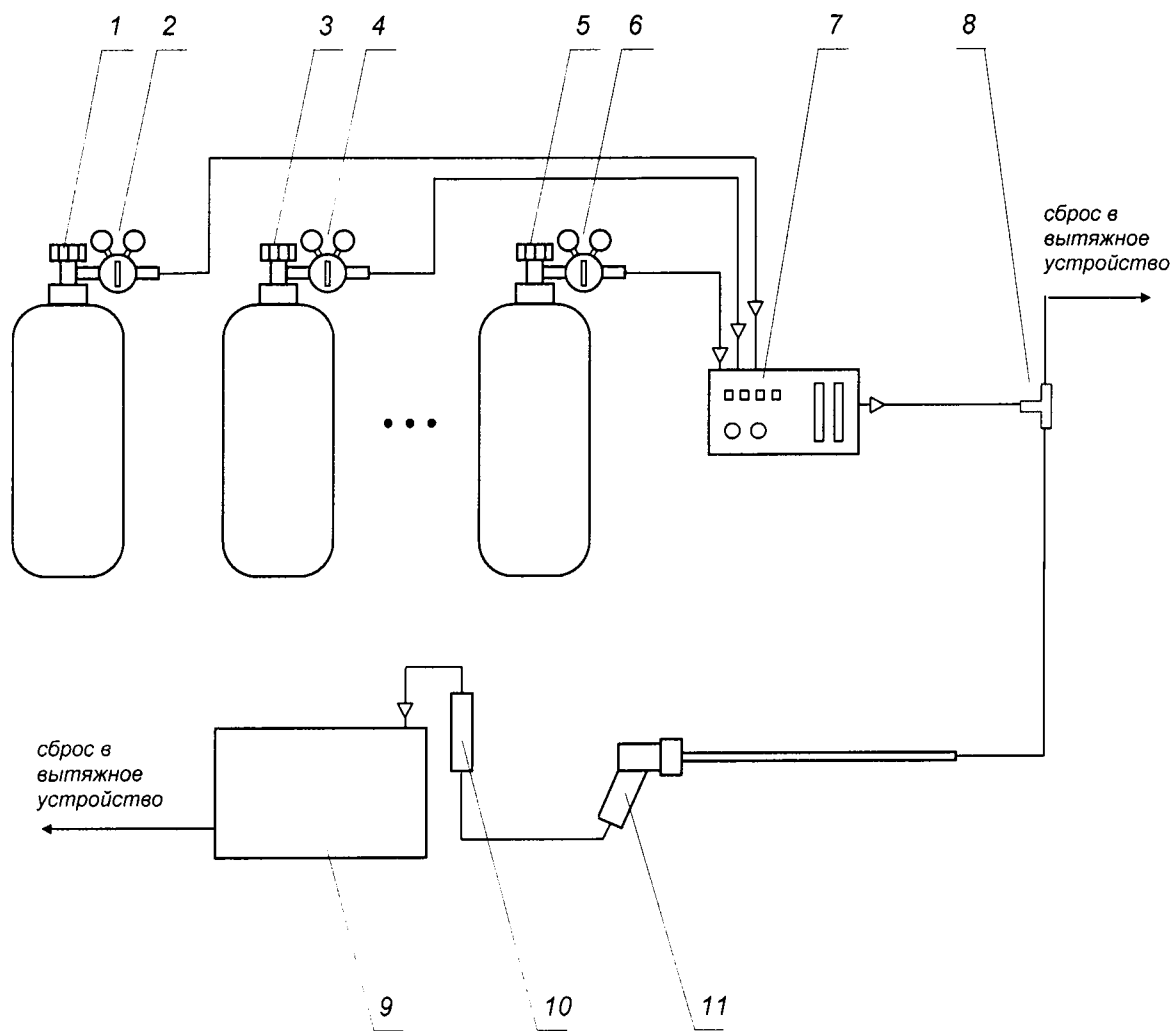 1 2 3 4 5 6 7 8
сброс в
вытяжное
устройство
сброс в
вытяжное
устройство
9 10 11